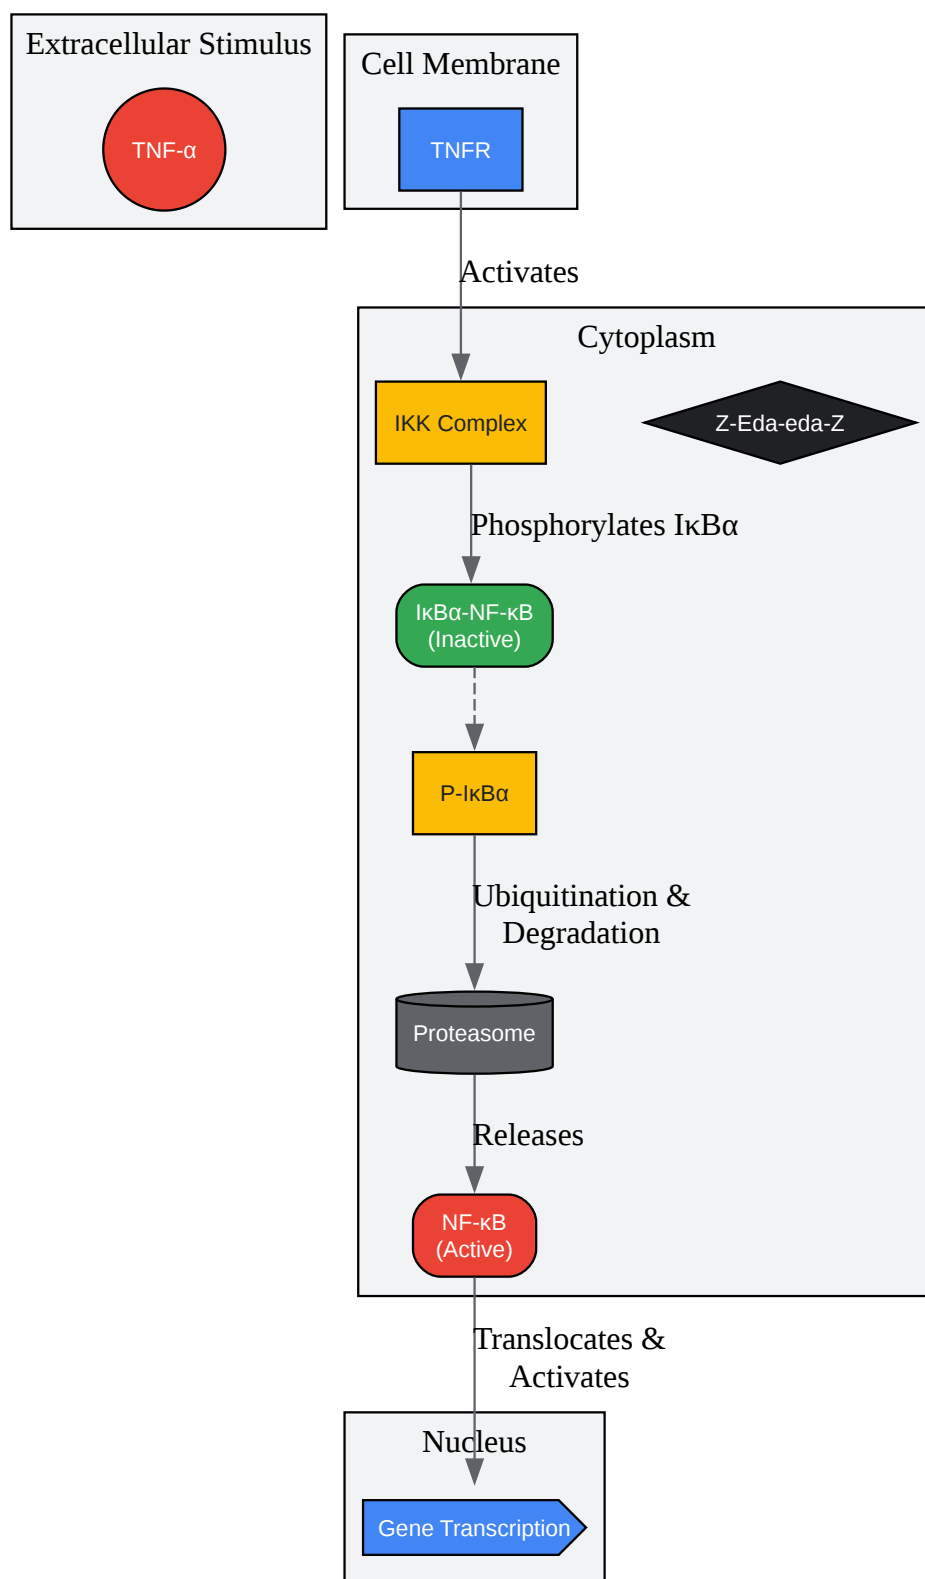 Extracellular Stimulus
TNF-α
Cell Membrane
TNFR
Activates
Cytoplasm
IKK Complex
Z-Eda-eda-Z
Phosphorylates IκBα
IκBα-NF-κB
(Inactive)
P-IκBα
Ubiquitination &
Degradation
Proteasome
Releases
NF-κB
(Active)
Translocates &
Activates
Nucleus
Gene Transcription